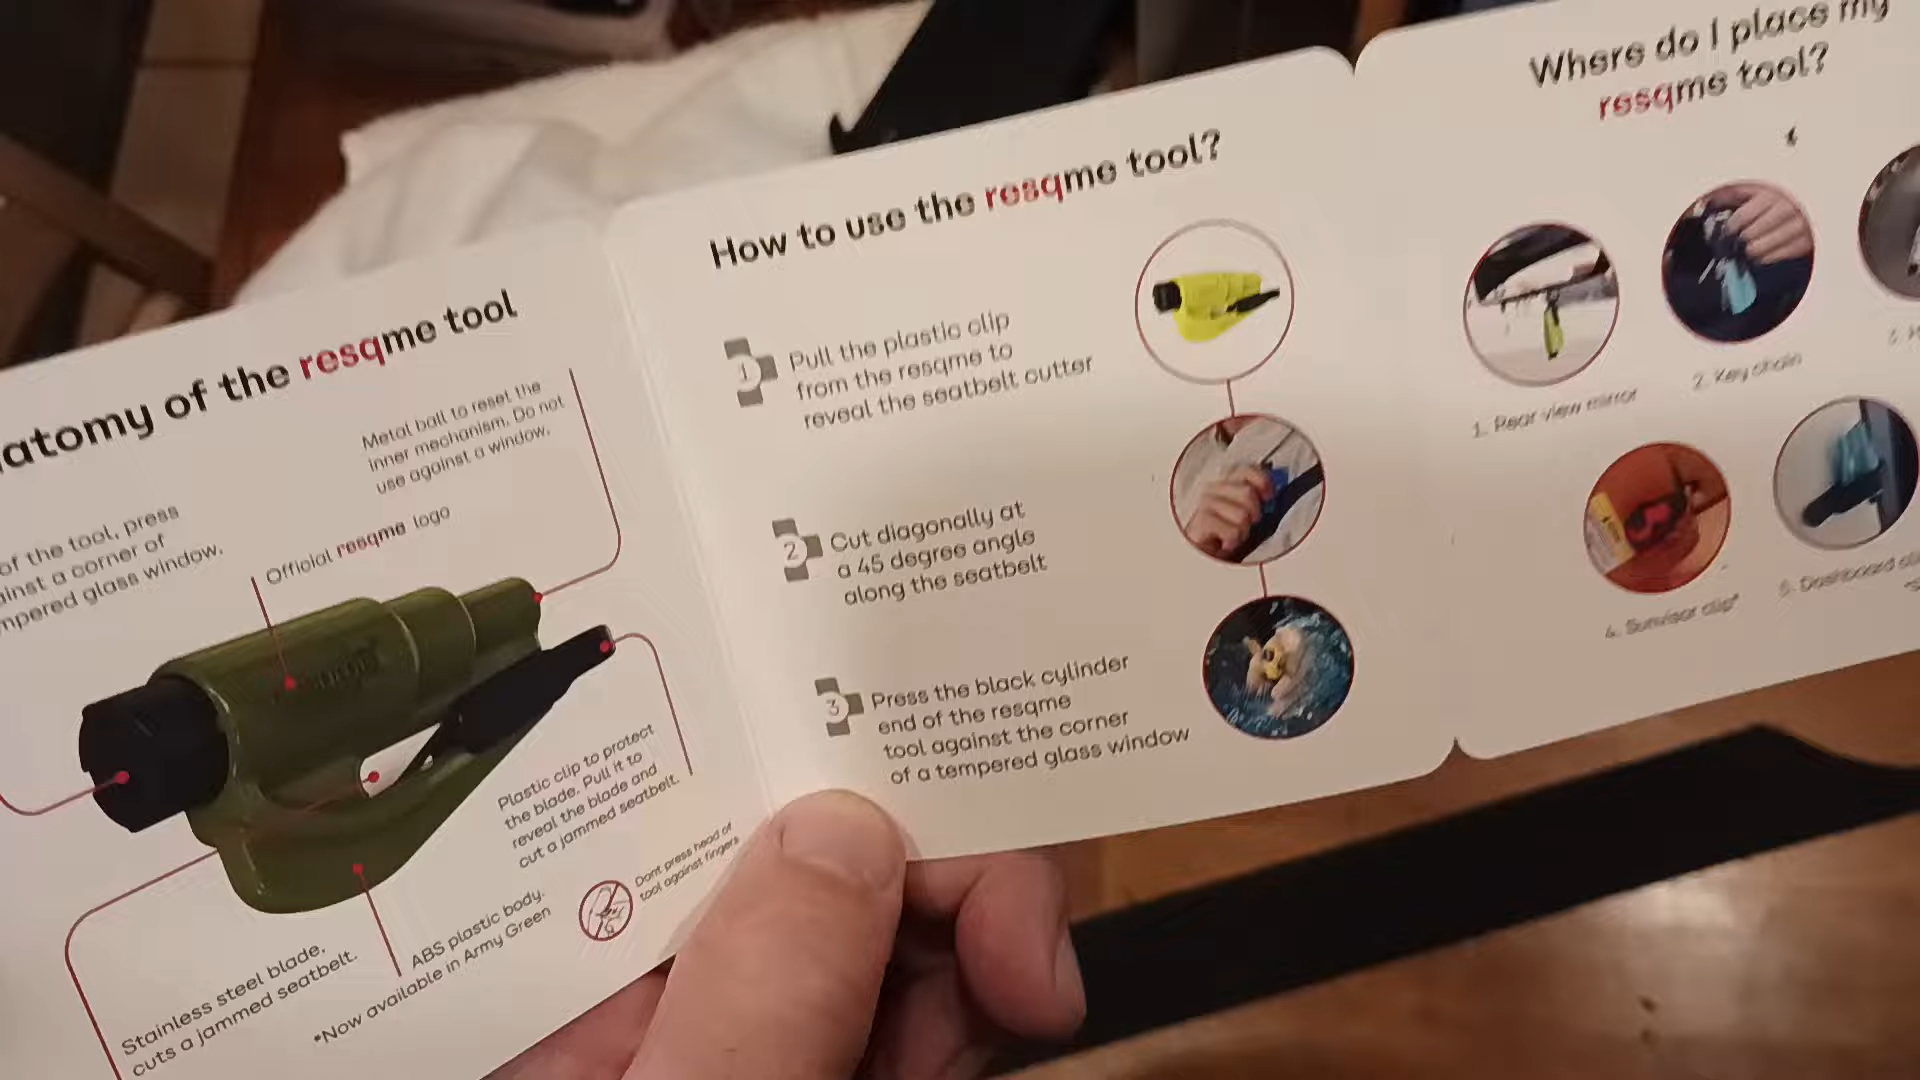 atomy of the resqme tool
of the tool, press
ainst a corner of
mpered glass window.
Metal ball to reset the
inner mechanism. Do not
use against a window.
Official resqme logo
Plastic clip to protect
the blade. Pull it to
reveal the blade and
cut a jammed seatbelt.
Dont press head of
tool against fingers
ABS plastic body.
*Now available in Army Green
Stainless steel blade,
cuts a jammed seatbelt.
How to use the resqme tool?
1
Pull the plastic clip
from the resqme to
reveal the seatbelt cutter
2
Cut diagonally at
a 45 degree angle
along the seatbelt
3
Press the black cylinder
end of the resqme
tool against the corner
of a tempered glass window
Where do I place my
resqme tool?
1. Rear view mirror
2. Key chain
4. Sunvisor clip*
5. Dashboard